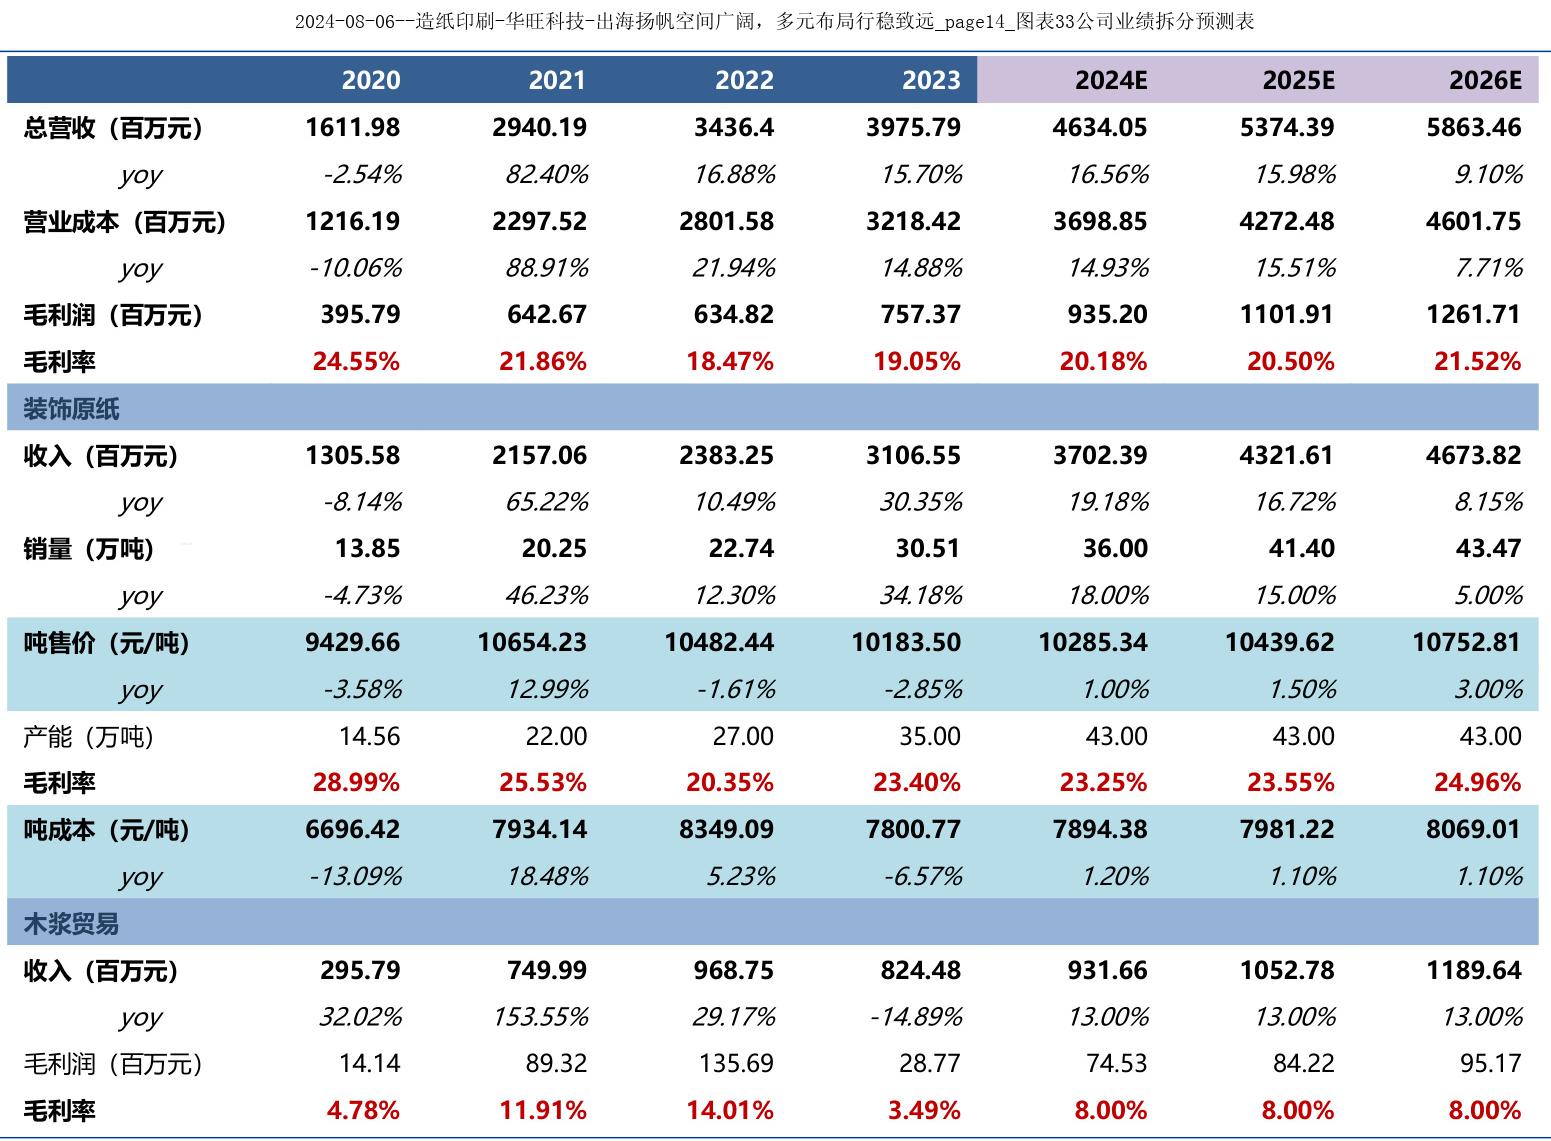 2024-08-06--造纸印刷-华旺科技-出海扬帆空间广阔，多元布局行稳致远_page14_图表33公司业绩拆分预测表
2020 2021 2022 2023 2024E 2025E 2026E
总营收（百万元） 1611.98 2940.19 3436.4 3975.79 4634.05 5374.39 5863.46
yoy -2.54% 82.40% 16.88% 15.70% 16.56% 15.98% 9.10%
营业成本（百万元） 1216.19 2297.52 2801.58 3218.42 3698.85 4272.48 4601.75
yoy -10.06% 88.91% 21.94% 14.88% 14.93% 15.51% 7.71%
毛利润（百万元） 395.79 642.67 634.82 757.37 935.20 1101.91 1261.71
毛利率 24.55% 21.86% 18.47% 19.05% 20.18% 20.50% 21.52%
装饰原纸
收入（百万元） 1305.58 2157.06 2383.25 3106.55 3702.39 4321.61 4673.82
yoy -8.14% 65.22% 10.49% 30.35% 19.18% 16.72% 8.15%
销量（万吨） 13.85 20.25 22.74 30.51 36.00 41.40 43.47
yoy -4.73% 46.23% 12.30% 34.18% 18.00% 15.00% 5.00%
吨售价（元/吨） 9429.66 10654.23 10482.44 10183.50 10285.34 10439.62 10752.81
yoy -3.58% 12.99% -1.61% -2.85% 1.00% 1.50% 3.00%
产能（万吨） 14.56 22.00 27.00 35.00 43.00 43.00 43.00
毛利率 28.99% 25.53% 20.35% 23.40% 23.25% 23.55% 24.96%
吨成本（元/吨） 6696.42 7934.14 8349.09 7800.77 7894.38 7981.22 8069.01
yoy -13.09% 18.48% 5.23% -6.57% 1.20% 1.10% 1.10%
木浆贸易
收入（百万元） 295.79 749.99 968.75 824.48 931.66 1052.78 1189.64
yoy 32.02% 153.55% 29.17% -14.89% 13.00% 13.00% 13.00%
毛利润（百万元） 14.14 89.32 135.69 28.77 74.53 84.22 95.17
毛利率 4.78% 11.91% 14.01% 3.49% 8.00% 8.00% 8.00%